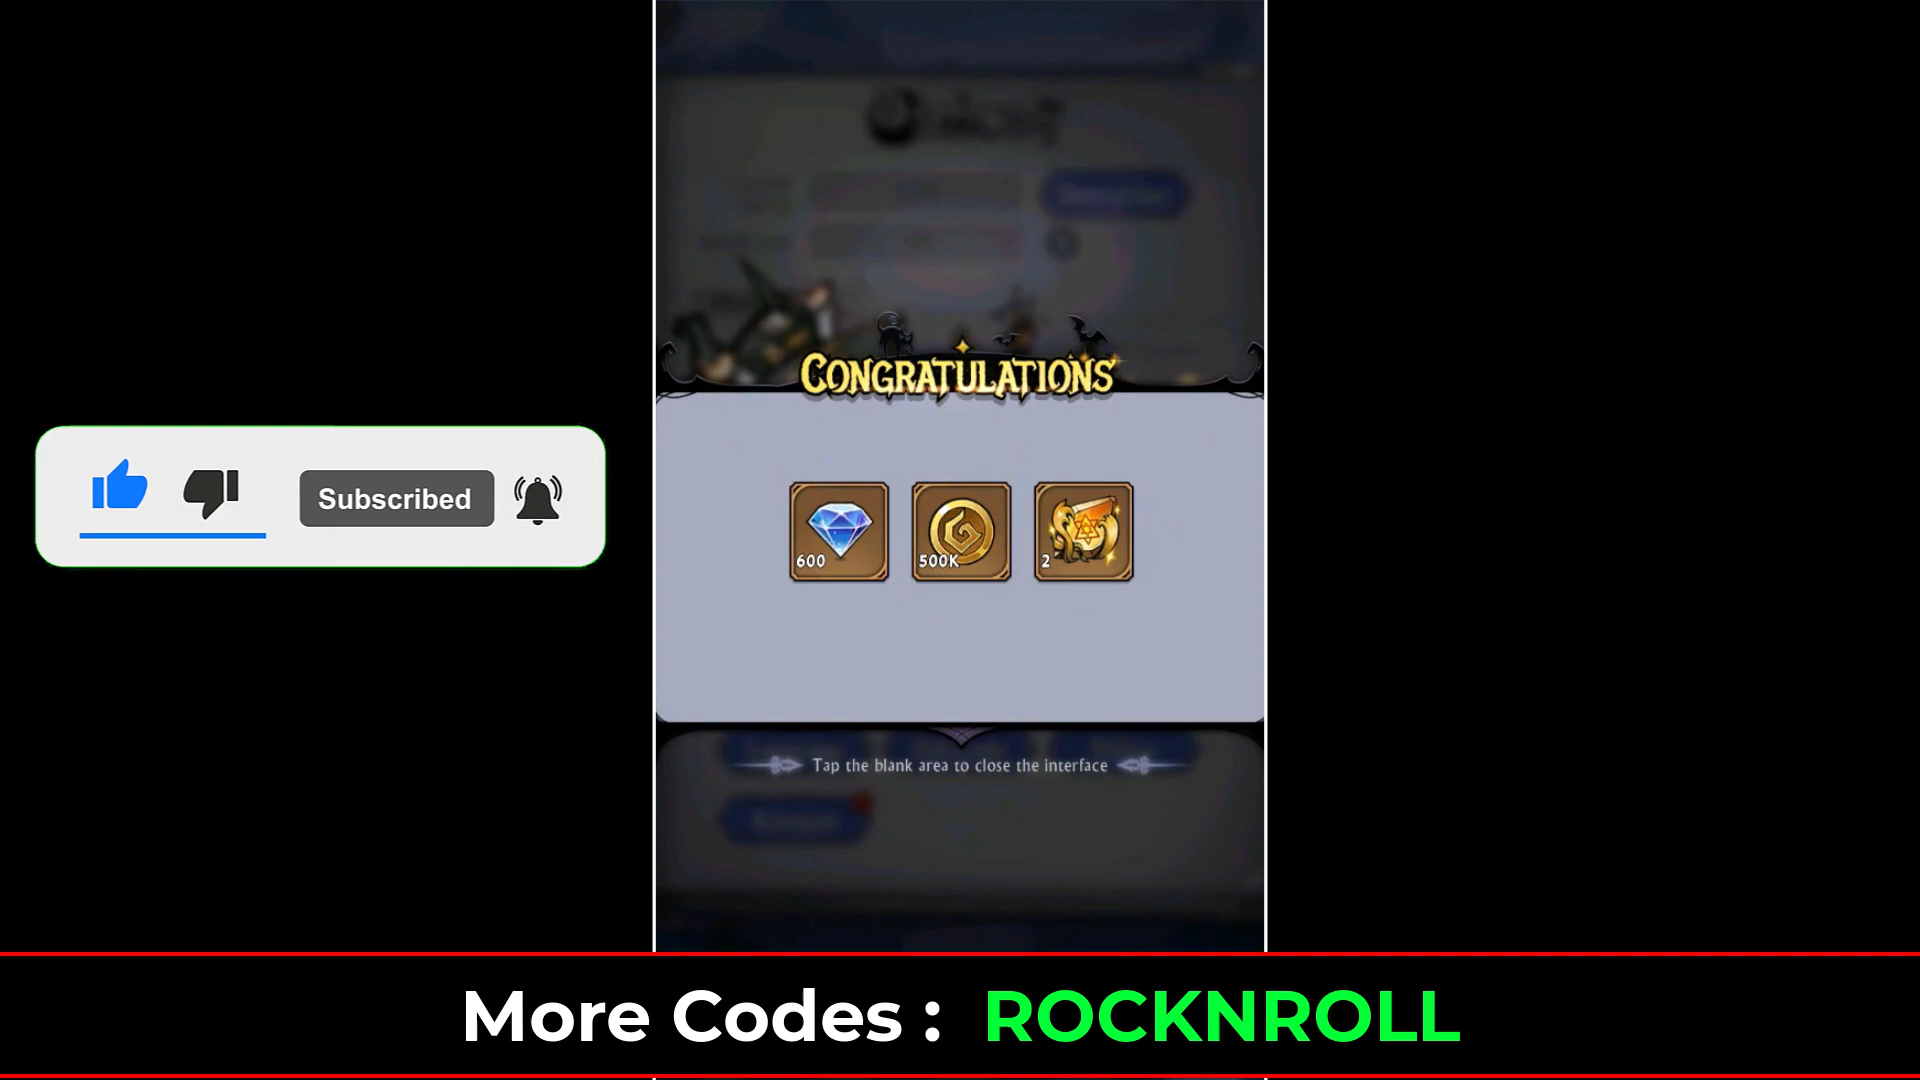 CONGRATULATIONS
Subscribed
600
500K
2
Tap the blank area to close the interface
More Codes : ROCKNROLL